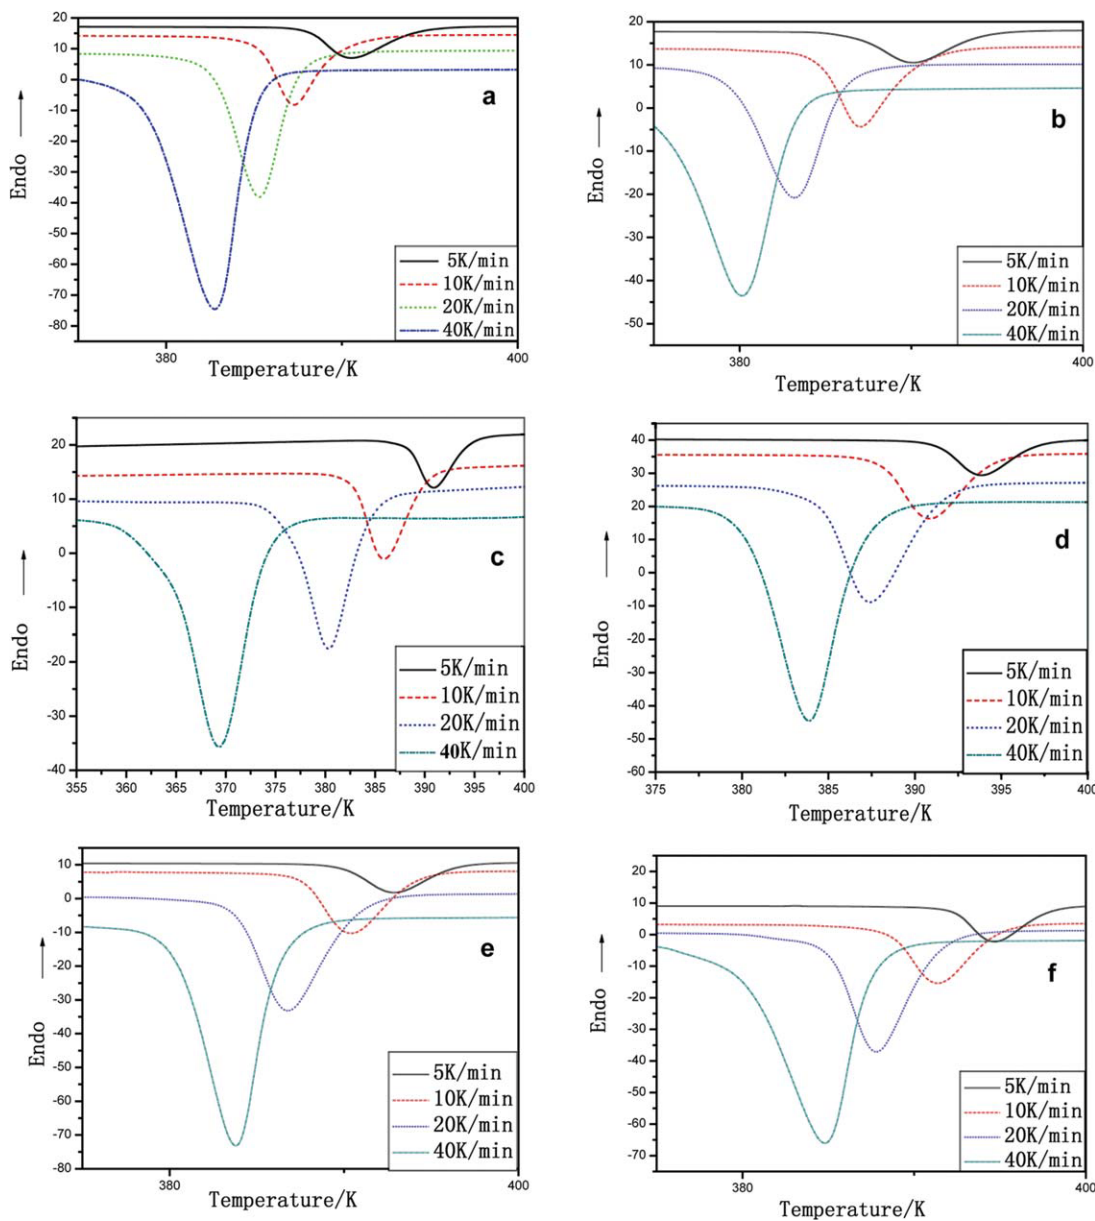 20
10
0
-10
-20
-30
-40
-50
-60
-70
-80
Endo
a
5K/min
10K/min
20K/min
40K/min
380
400
Temperature/K
20
10
0
-10
-20
-30
-40
-50
Endo
b
5K/min
10K/min
20K/min
40K/min
380
400
Temperature/K
20
10
0
-10
-20
-30
-40
Endo
c
5K/min
10K/min
20K/min
40K/min
355 360 365 370 375 380 385 390 395 400
Temperature/K
40
30
20
10
0
-10
-20
-30
-40
-50
-60
Endo
d
5K/min
10K/min
20K/min
40K/min
375 380 385 390 395 400
Temperature/K
10
0
-10
-20
-30
-40
-50
-60
-70
-80
Endo
e
5K/min
10K/min
20K/min
40K/min
380
400
Temperature/K
20
10
0
-10
-20
-30
-40
-50
-60
-70
Endo
f
5K/min
10K/min
20K/min
40K/min
380
400
Temperature/K